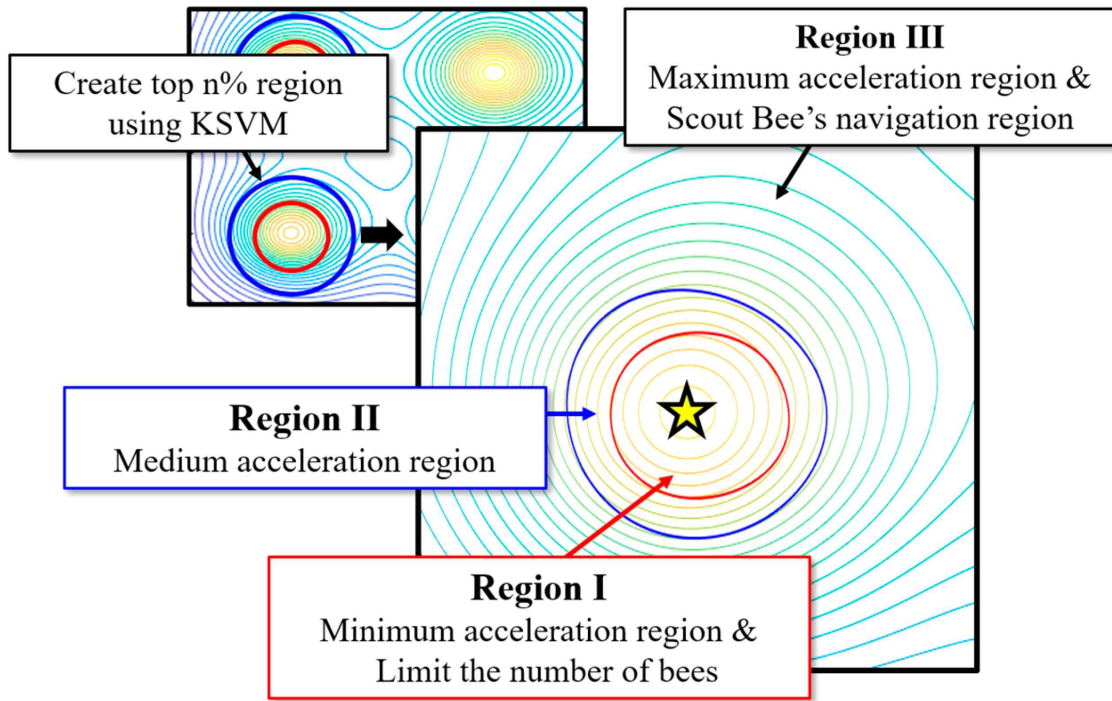 Create top n% region
using KSVM
Region III
Maximum acceleration region &
Scout Bee's navigation region
Region II
Medium acceleration region
Region I
Minimum acceleration region &
Limit the number of bees